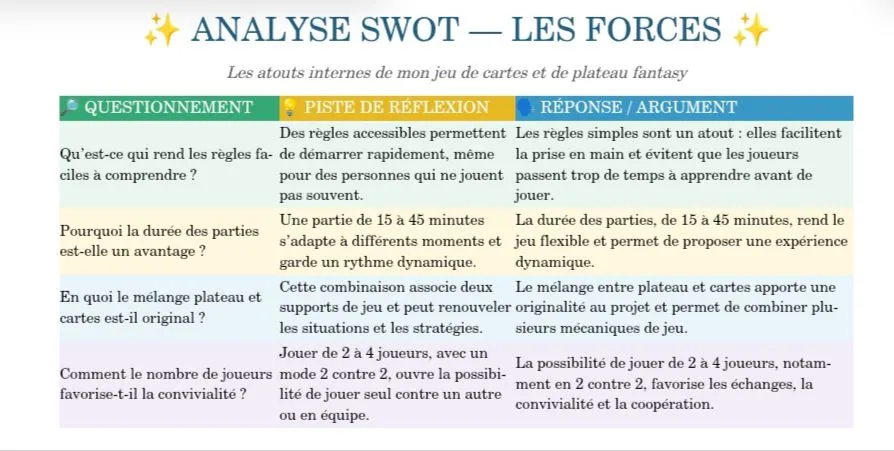 ✨ ANALYSE SWOT — LES FORCES ✨
Les atouts internes de mon jeu de cartes et de plateau fantasy
🔎 QUESTIONNEMENT
💡 PISTE DE RÉFLEXION
🗣️ RÉPONSE / ARGUMENT
Qu'est-ce qui rend les règles fa-
ciles à comprendre ?
Des règles accessibles permettent
de démarrer rapidement, même
pour des personnes qui ne jouent
pas souvent.
Les règles simples sont un atout : elles facilitent
la prise en main et évitent que les joueurs
passent trop de temps à apprendre avant de
jouer.
Pourquoi la durée des parties
est-elle un avantage ?
Une partie de 15 à 45 minutes
s'adapte à différents moments et
garde un rythme dynamique.
La durée des parties, de 15 à 45 minutes, rend le
jeu flexible et permet de proposer une expérience
dynamique.
En quoi le mélange plateau et
cartes est-il original ?
Cette combinaison associe deux
supports de jeu et peut renouveler
les situations et les stratégies.
Le mélange entre plateau et cartes apporte une
originalité au projet et permet de combiner plu-
sieurs mécaniques de jeu.
Comment le nombre de joueurs
favorise-t-il la convivialité ?
Jouer de 2 à 4 joueurs, avec un
mode 2 contre 2, ouvre la possibi-
lité de jouer seul contre un autre
ou en équipe.
La possibilité de jouer de 2 à 4 joueurs, notam-
ment en 2 contre 2, favorise les échanges, la
convivialité et la coopération.